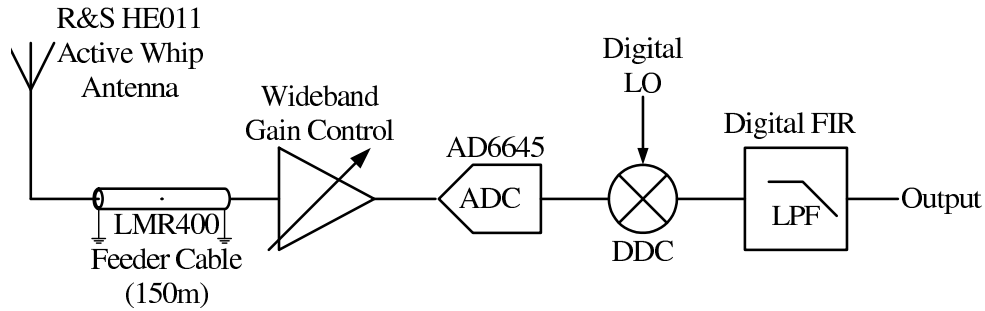 R&S HE011
Active Whip
Antenna
Wideband
Gain Control
AD6645
ADC
Digital
LO
DDC
Digital FIR
LPF
Output
LMR400
Feeder Cable
(150m)